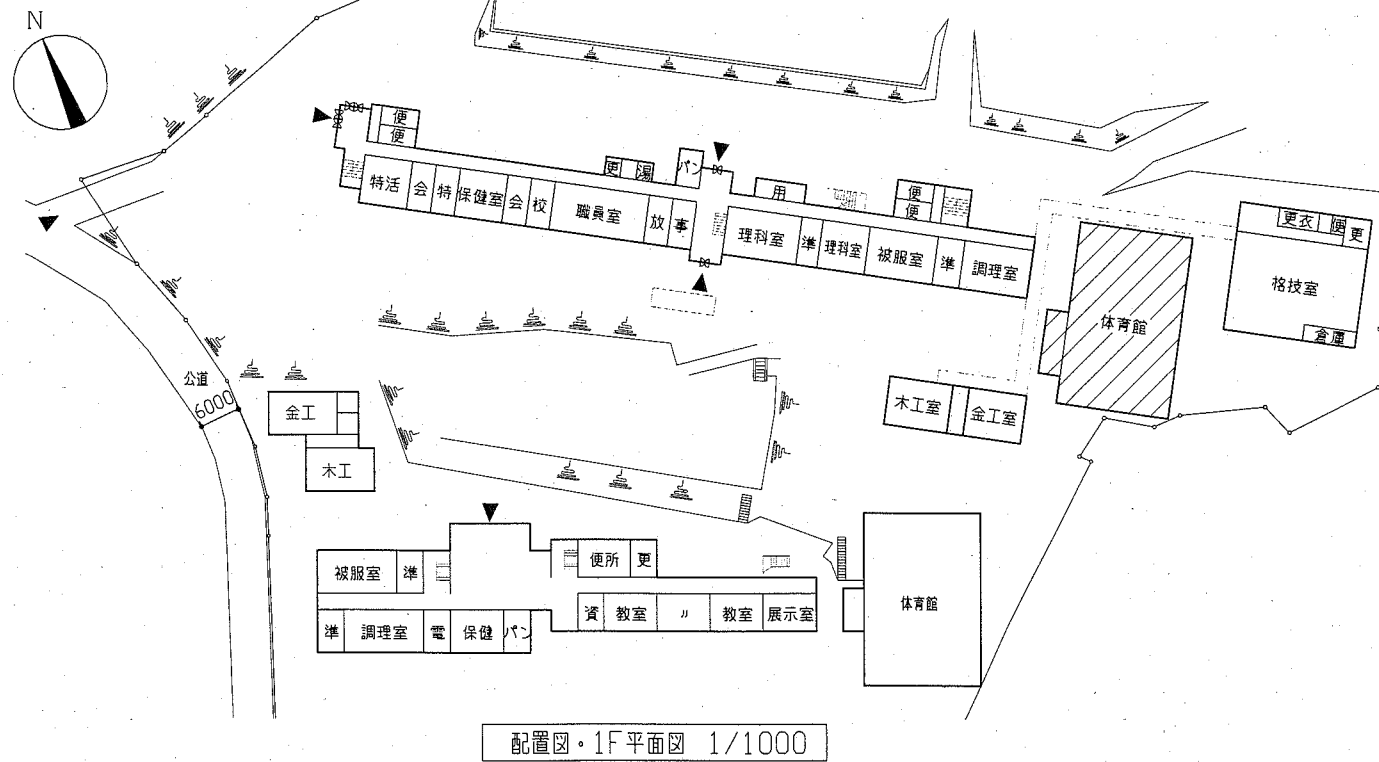 N
便
便
更 湯
パン
用
便
便
更衣 便 更
特活 会 特 保健室 会 校 職員室 放 事
理科室 準 理科室 被服室 準 調理室
格技室
体育館
倉庫
公道
6000
金工
木工
木工室 金工室
便所 更
被服室 準
資 教室 〃 教室 展示室
体育館
準 調理室 電 保健 パン
配置図・1F平面図 1/1000